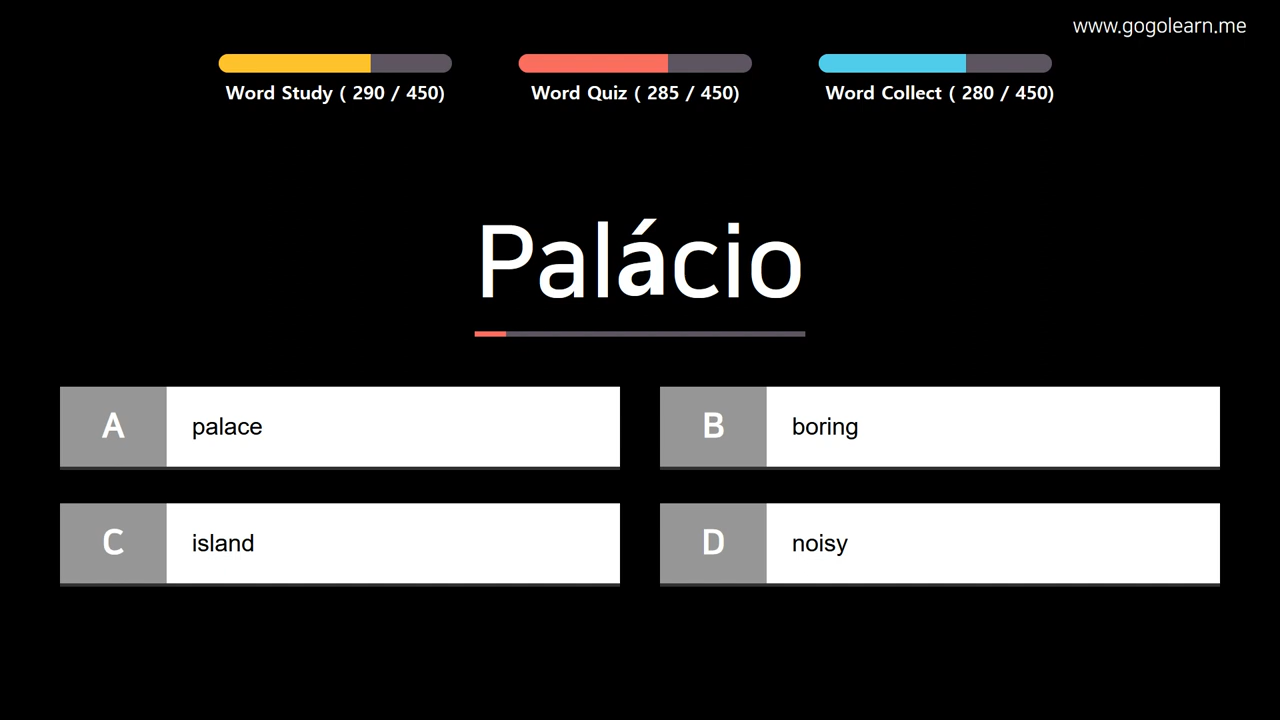 www.gogolearn.me
Word Study ( 290 / 450)
Word Quiz ( 285 / 450)
Word Collect ( 280 / 450)
Palácio
A palace
B boring
C island
D noisy